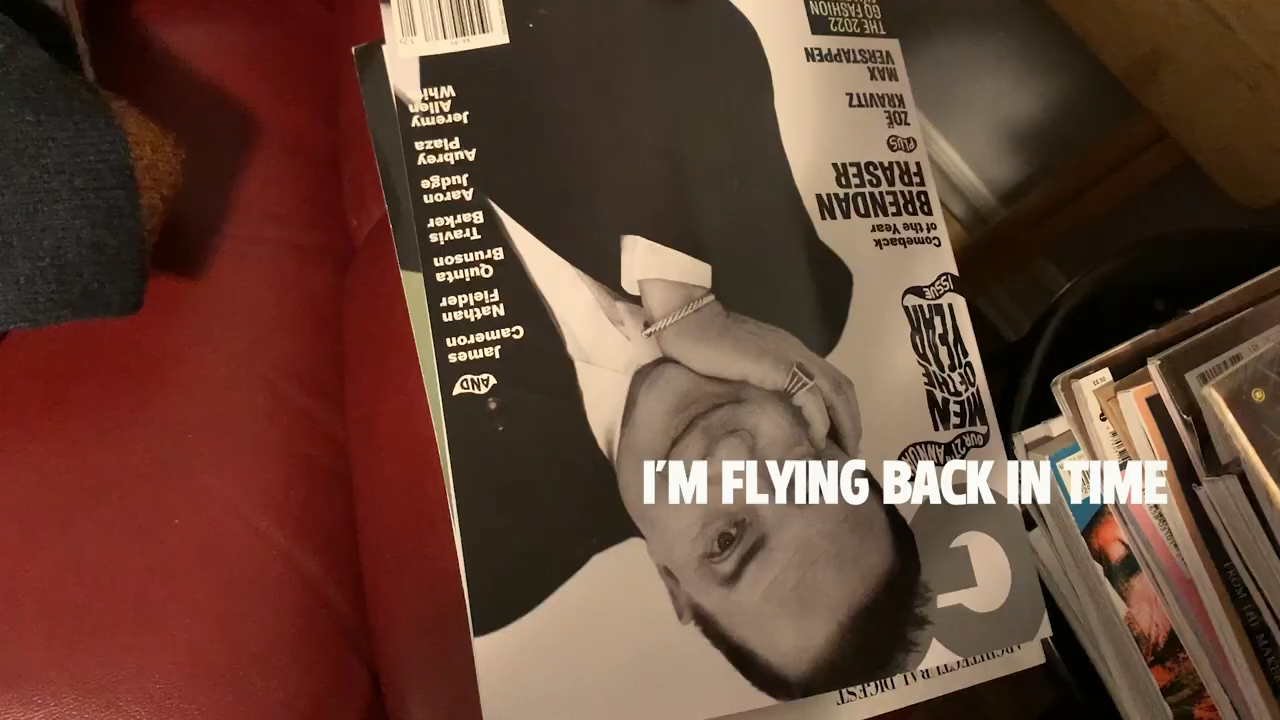 I'M FLYING BACK IN TIME
OUR 27TH ANNUAL
MEN
OF THE
YEAR
ISSUE
Comeback
of the Year
BRENDAN
FRASER
PLUS
ZOË
KRAVITZ
MAX
VERSTAPPEN
THE 2022
GQ FASHION
AND
James
Cameron
Nathan
Fielder
Quinta
Brunson
Travis
Barker
Aaron
Judge
Aubrey
Plaza
Jeremy
Allen
White
ARCHITECTURAL DIGEST